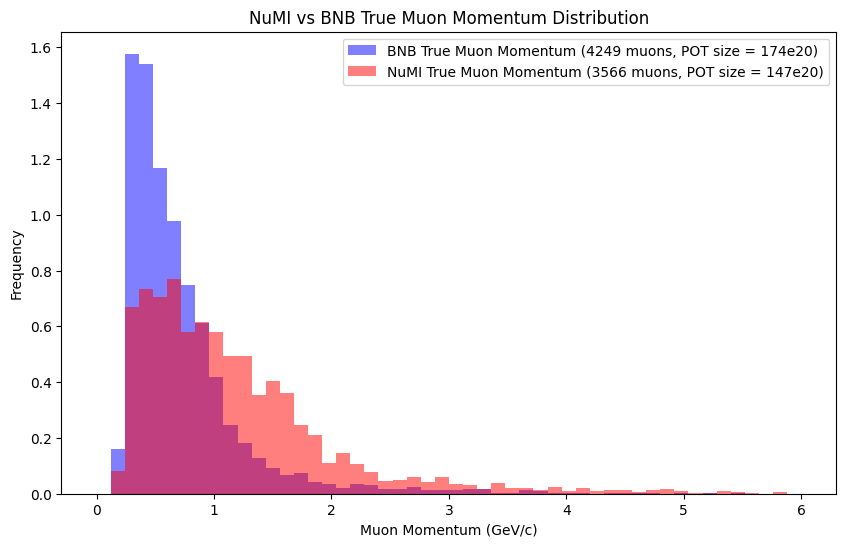 NuMI vs BNB True Muon Momentum Distribution
BNB True Muon Momentum (4249 muons, POT size = 174e20)
NuMI True Muon Momentum (3566 muons, POT size = 147e20)
Frequency
1.6
1.4
1.2
1.0
0.8
0.6
0.4
0.2
0.0
0 1 2 3 4 5 6
Muon Momentum (GeV/c)